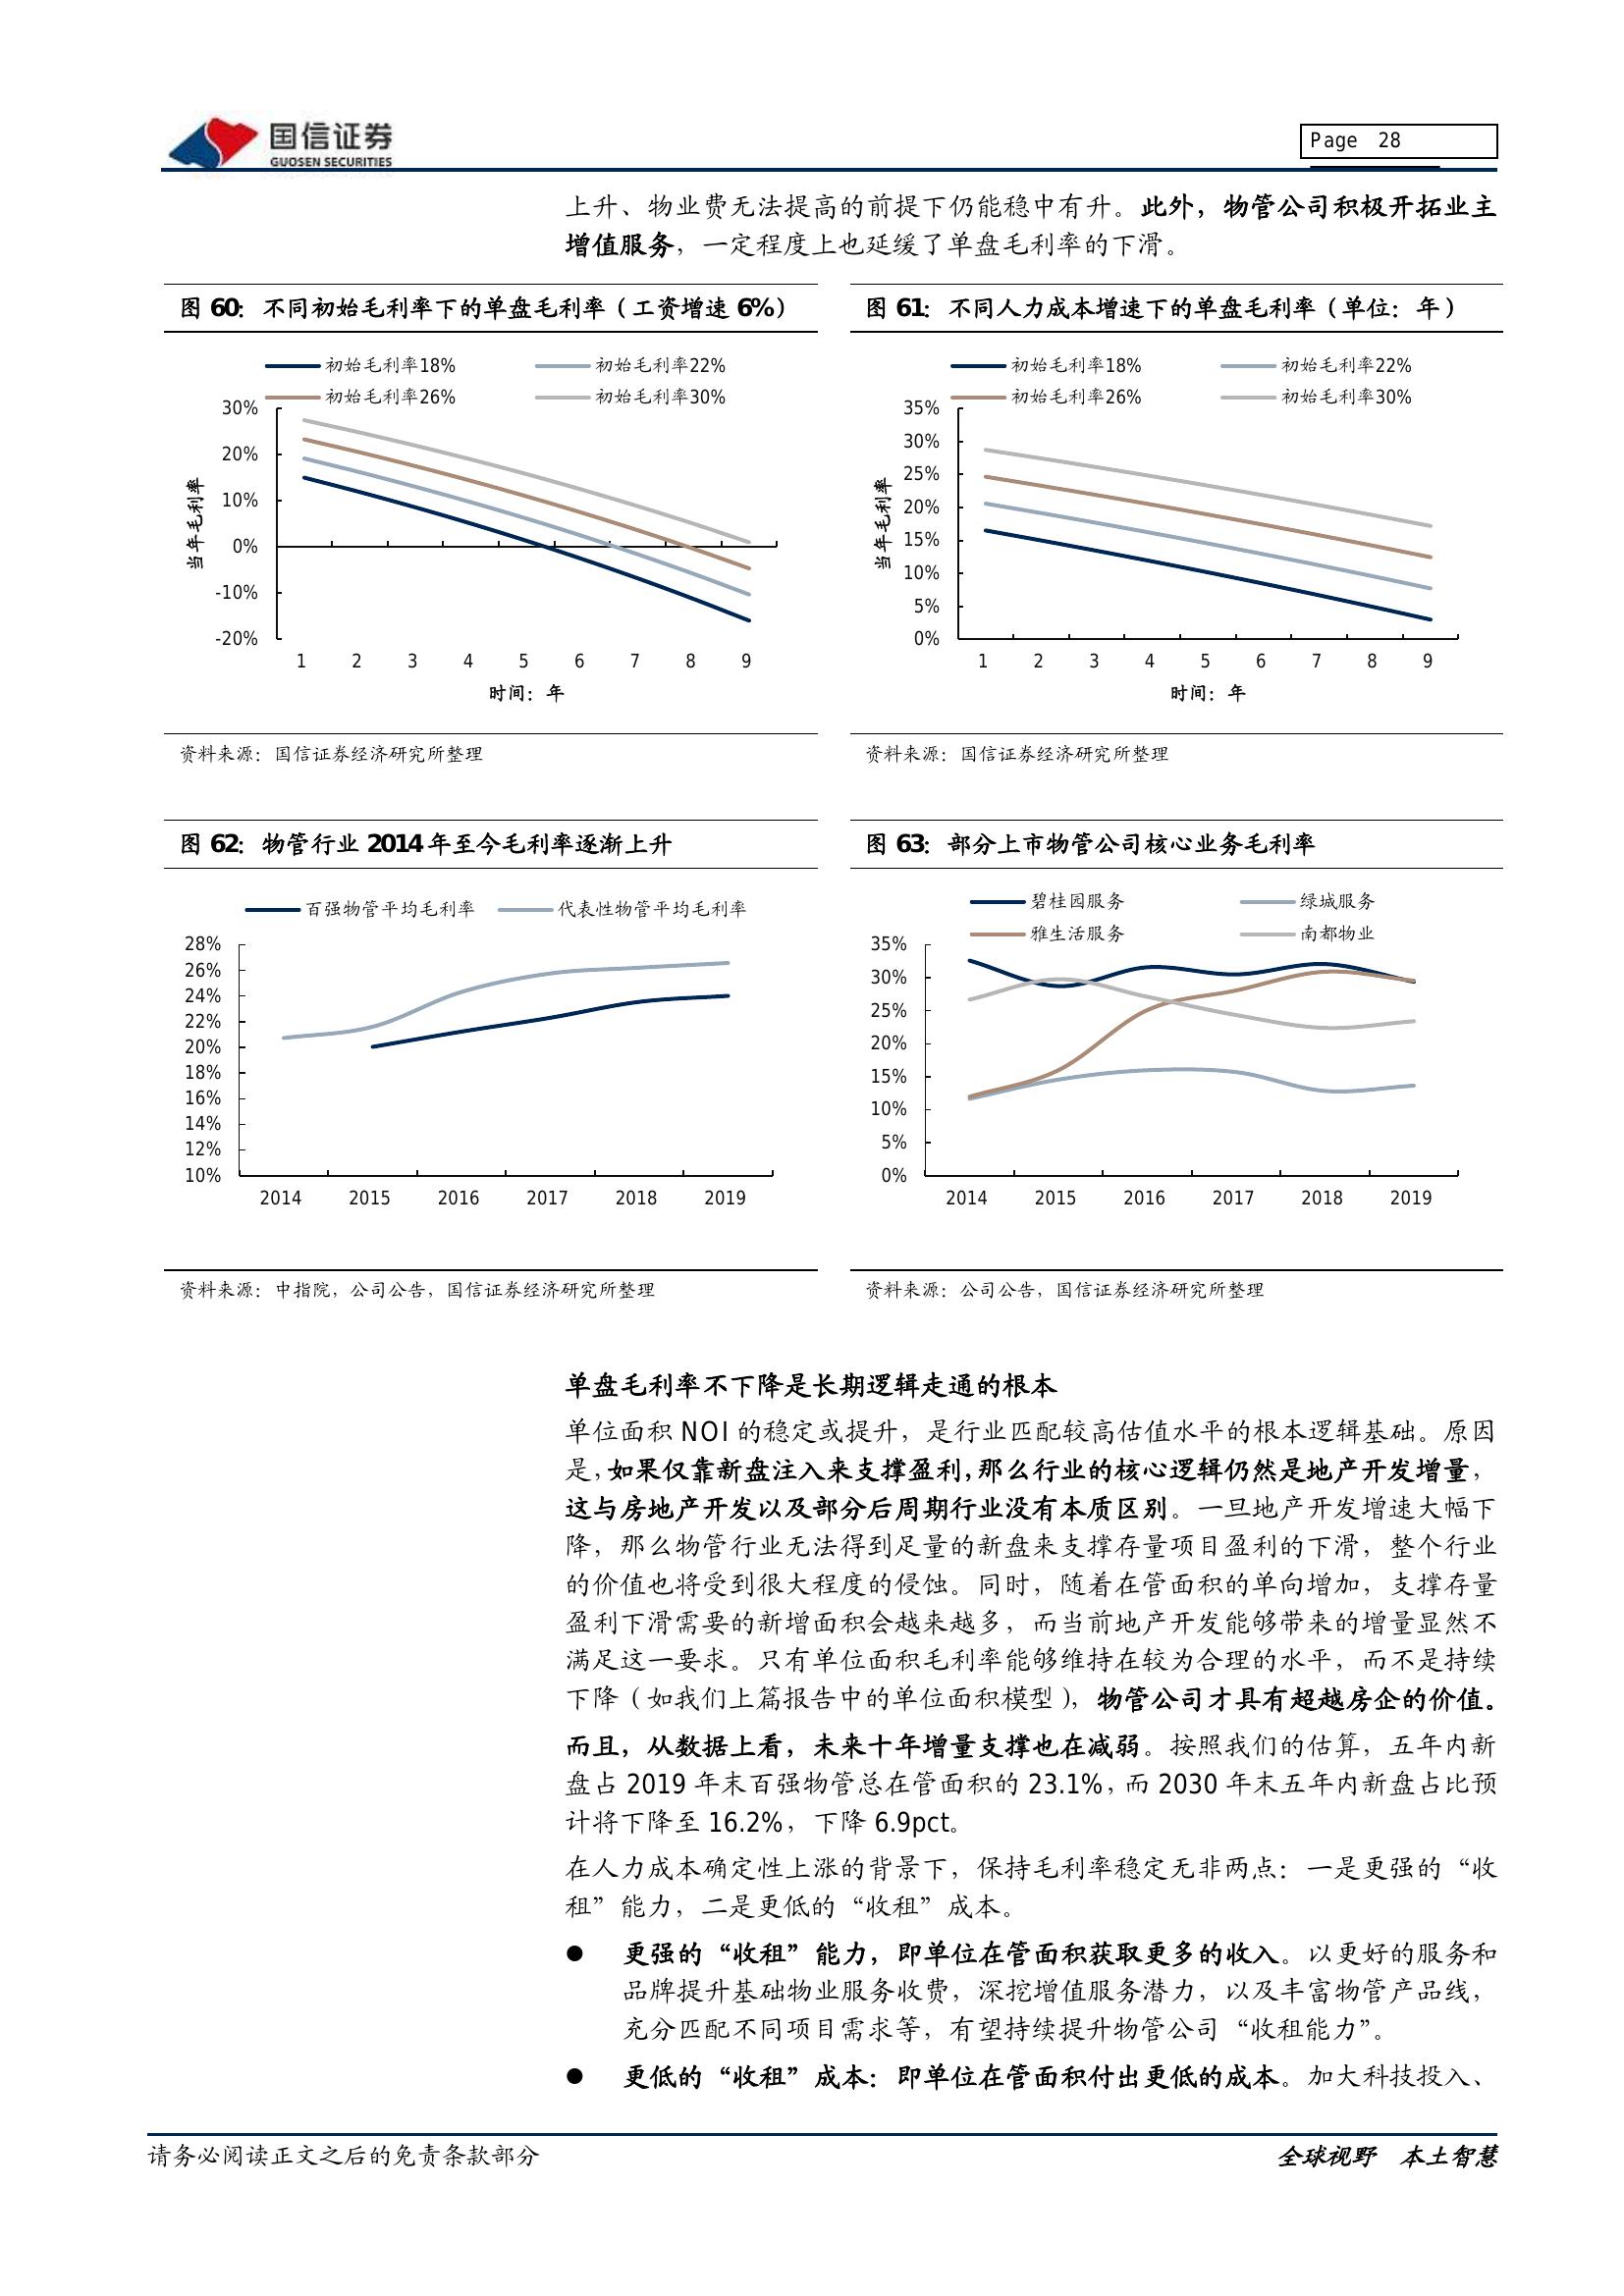 国信证券
GUOSEN SECURITIES
Page 28
上升、物业费无法提高的前提下仍能稳中有升。此外，物管公司积极开拓业主
增值服务，一定程度上也延缓了单盘毛利率的下滑。
图 60：不同初始毛利率下的单盘毛利率（工资增速 6%）
初始毛利率18%
初始毛利率22%
初始毛利率26%
初始毛利率30%
30%
20%
10%
0%
-10%
-20%
当年毛利率
1 2 3 4 5 6 7 8 9
时间：年
资料来源：国信证券经济研究所整理
图 61：不同人力成本增速下的单盘毛利率（单位：年）
初始毛利率18%
初始毛利率22%
初始毛利率26%
初始毛利率30%
35%
30%
25%
20%
15%
10%
5%
0%
当年毛利率
1 2 3 4 5 6 7 8 9
时间：年
资料来源：国信证券经济研究所整理
图 62：物管行业 2014 年至今毛利率逐渐上升
百强物管平均毛利率
代表性物管平均毛利率
28%
26%
24%
22%
20%
18%
16%
14%
12%
10%
2014 2015 2016 2017 2018 2019
资料来源：中指院，公司公告，国信证券经济研究所整理
图 63：部分上市物管公司核心业务毛利率
碧桂园服务
绿城服务
雅生活服务
南都物业
35%
30%
25%
20%
15%
10%
5%
0%
2014 2015 2016 2017 2018 2019
资料来源：公司公告，国信证券经济研究所整理
单盘毛利率不下降是长期逻辑走通的根本
单位面积 NOI 的稳定或提升，是行业匹配较高估值水平的根本逻辑基础。原因
是，如果仅靠新盘注入来支撑盈利，那么行业的核心逻辑仍然是地产开发增量，
这与房地产开发以及部分后周期行业没有本质区别。一旦地产开发增速大幅下
降，那么物管行业无法得到足量的新盘来支撑存量项目盈利的下滑，整个行业
的价值也将受到很大程度的侵蚀。同时，随着在管面积的单向增加，支撑存量
盈利下滑需要的新增面积会越来越多，而当前地产开发能够带来的增量显然不
满足这一要求。只有单位面积毛利率能够维持在较为合理的水平，而不是持续
下降（如我们上篇报告中的单位面积模型），物管公司才具有超越房企的价值。
而且，从数据上看，未来十年增量支撑也在减弱。按照我们的估算，五年内新
盘占 2019 年末百强物管总在管面积的 23.1%，而 2030 年末五年内新盘占比预
计将下降至 16.2%，下降 6.9pct。
在人力成本确定性上涨的背景下，保持毛利率稳定无非两点：一是更强的“收
租”能力，二是更低的“收租”成本。
● 更强的“收租”能力，即单位在管面积获取更多的收入。以更好的服务和
品牌提升基础物业服务收费，深挖增值服务潜力，以及丰富物管产品线，
充分匹配不同项目需求等，有望持续提升物管公司“收租能力”。
● 更低的“收租”成本：即单位在管面积付出更低的成本。加大科技投入、
请务必阅读正文之后的免责条款部分
全球视野 本土智慧